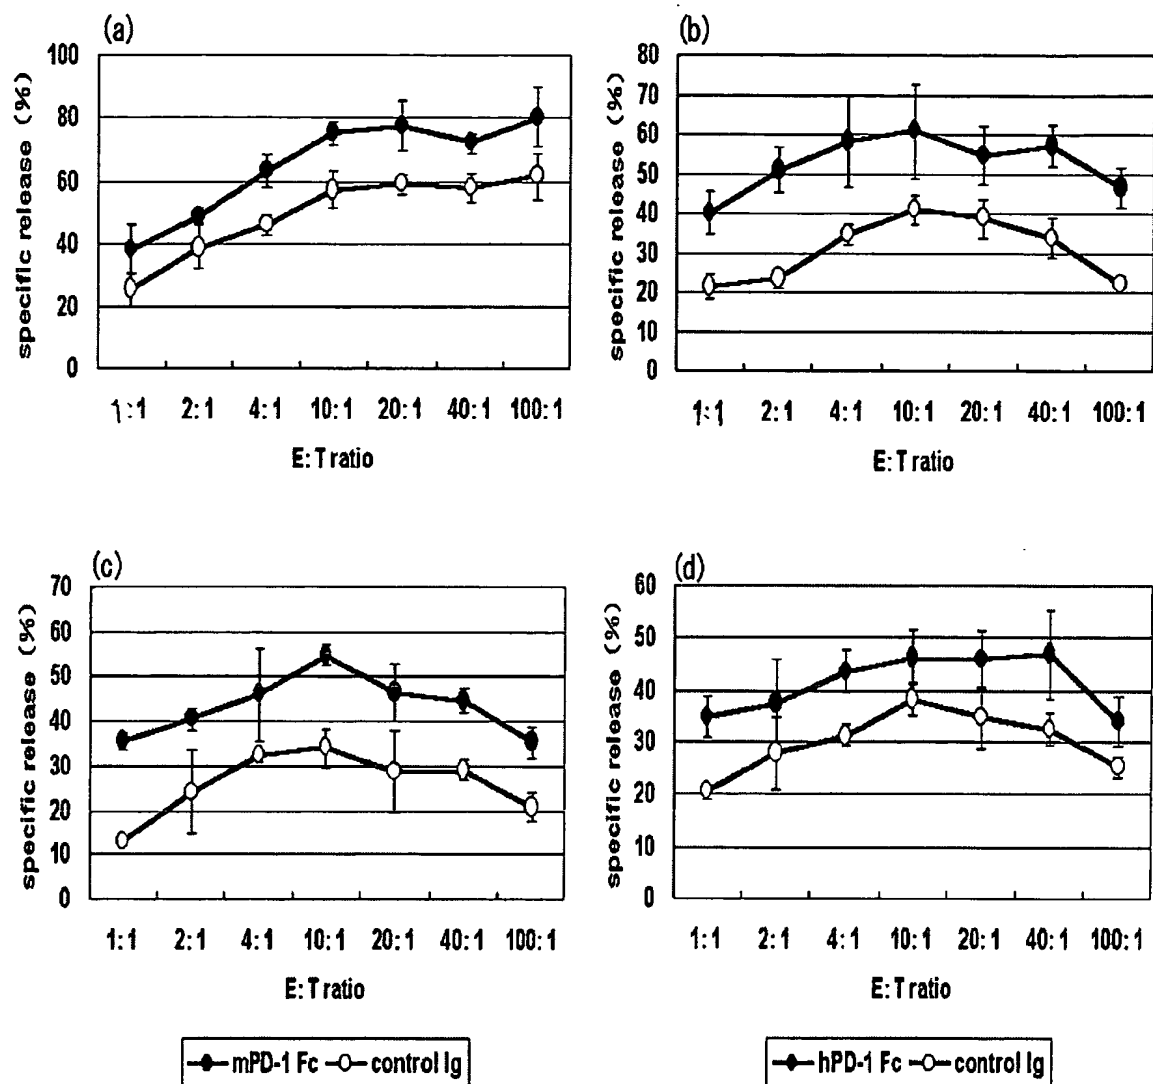 (a)
100
80
60
40
20
0
specific release (%)
1:1 2:1 4:1 10:1 20:1 40:1 100:1
E:T ratio
(b)
80
70
60
50
40
30
20
10
0
specific release (%)
1:1 2:1 4:1 10:1 20:1 40:1 100:1
E:T ratio
(c)
70
60
50
40
30
20
10
0
specific release (%)
1:1 2:1 4:1 10:1 20:1 40:1 100:1
E:T ratio
(d)
60
50
40
30
20
10
0
specific release (%)
1:1 2:1 4:1 10:1 20:1 40:1 100:1
E:T ratio
mPD-1 Fc control Ig
hPD-1 Fc control Ig